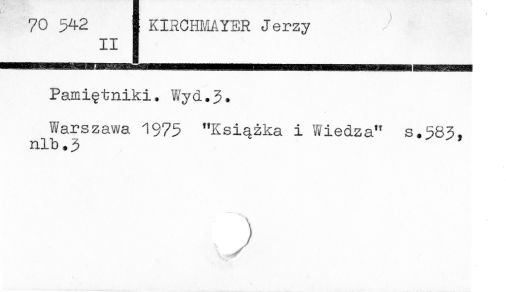 70 542
II
KIRCHMAYER Jerzy
Pamiętniki. Wyd.3.
Warszawa 1975 "Książka i Wiedza" s.583,
nlb.3